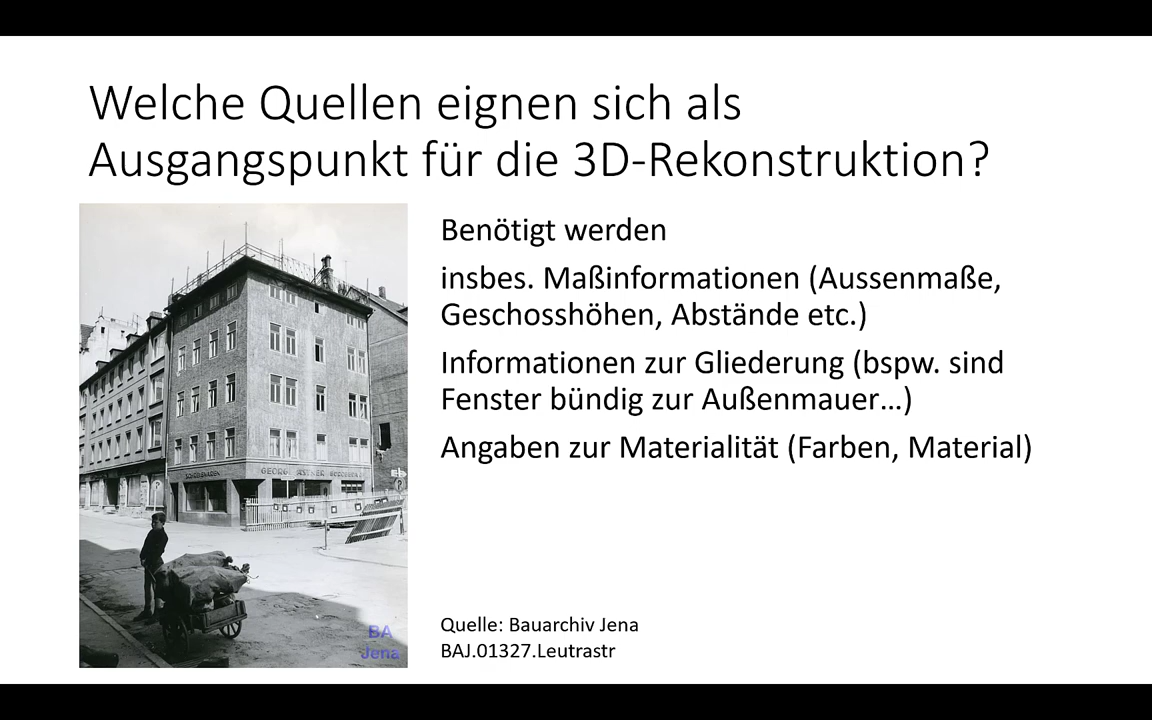 Welche Quellen eignen sich als
Ausgangspunkt für die 3D-Rekonstruktion?
Benötigt werden
insbes. Maßinformationen (Aussenmaße,
Geschosshöhen, Abstände etc.)
Informationen zur Gliederung (bspw. sind
Fenster bündig zur Außenmauer…)
Angaben zur Materialität (Farben, Material)
BA
Jena
Quelle: Bauarchiv Jena
BAJ.01327.Leutrastr